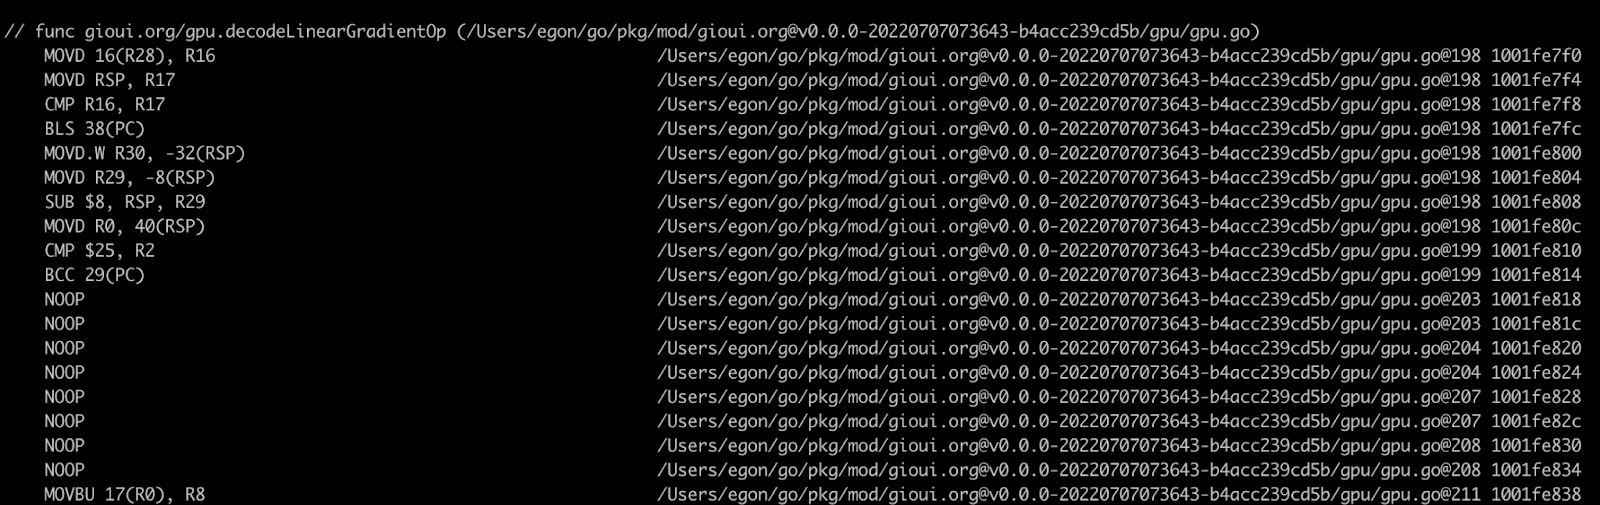 // func gioui.org/gpu.decodeLinearGradientOp (/Users/egon/go/pkg/mod/gioui.org@v0.0.0-20220707073643-b4acc239cd5b/gpu/gpu.go)
MOVD 16(R28), R16 /Users/egon/go/pkg/mod/gioui.org@v0.0.0-20220707073643-b4acc239cd5b/gpu/gpu.go@198 1001fe7f0
MOVD RSP, R17 /Users/egon/go/pkg/mod/gioui.org@v0.0.0-20220707073643-b4acc239cd5b/gpu/gpu.go@198 1001fe7f4
CMP R16, R17 /Users/egon/go/pkg/mod/gioui.org@v0.0.0-20220707073643-b4acc239cd5b/gpu/gpu.go@198 1001fe7f8
BLS 38(PC) /Users/egon/go/pkg/mod/gioui.org@v0.0.0-20220707073643-b4acc239cd5b/gpu/gpu.go@198 1001fe7fc
MOVD.W R30, -32(RSP) /Users/egon/go/pkg/mod/gioui.org@v0.0.0-20220707073643-b4acc239cd5b/gpu/gpu.go@198 1001fe800
MOVD R29, -8(RSP) /Users/egon/go/pkg/mod/gioui.org@v0.0.0-20220707073643-b4acc239cd5b/gpu/gpu.go@198 1001fe804
SUB $8, RSP, R29 /Users/egon/go/pkg/mod/gioui.org@v0.0.0-20220707073643-b4acc239cd5b/gpu/gpu.go@198 1001fe808
MOVD R0, 40(RSP) /Users/egon/go/pkg/mod/gioui.org@v0.0.0-20220707073643-b4acc239cd5b/gpu/gpu.go@198 1001fe80c
CMP $25, R2 /Users/egon/go/pkg/mod/gioui.org@v0.0.0-20220707073643-b4acc239cd5b/gpu/gpu.go@199 1001fe810
BCC 29(PC) /Users/egon/go/pkg/mod/gioui.org@v0.0.0-20220707073643-b4acc239cd5b/gpu/gpu.go@199 1001fe814
NOOP /Users/egon/go/pkg/mod/gioui.org@v0.0.0-20220707073643-b4acc239cd5b/gpu/gpu.go@203 1001fe818
NOOP /Users/egon/go/pkg/mod/gioui.org@v0.0.0-20220707073643-b4acc239cd5b/gpu/gpu.go@203 1001fe81c
NOOP /Users/egon/go/pkg/mod/gioui.org@v0.0.0-20220707073643-b4acc239cd5b/gpu/gpu.go@204 1001fe820
NOOP /Users/egon/go/pkg/mod/gioui.org@v0.0.0-20220707073643-b4acc239cd5b/gpu/gpu.go@204 1001fe824
NOOP /Users/egon/go/pkg/mod/gioui.org@v0.0.0-20220707073643-b4acc239cd5b/gpu/gpu.go@207 1001fe828
NOOP /Users/egon/go/pkg/mod/gioui.org@v0.0.0-20220707073643-b4acc239cd5b/gpu/gpu.go@207 1001fe82c
NOOP /Users/egon/go/pkg/mod/gioui.org@v0.0.0-20220707073643-b4acc239cd5b/gpu/gpu.go@208 1001fe830
NOOP /Users/egon/go/pkg/mod/gioui.org@v0.0.0-20220707073643-b4acc239cd5b/gpu/gpu.go@208 1001fe834
MOVBU 17(R0), R8 /Users/egon/go/pkg/mod/gioui.org@v0.0.0-20220707073643-b4acc239cd5b/gpu/gpu.go@211 1001fe838